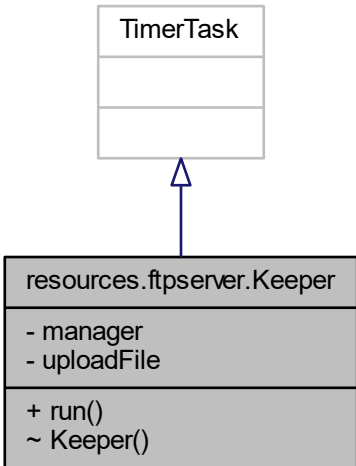 TimerTask
resources.ftpserver.Keeper
- manager
- uploadFile
+ run()
~ Keeper()